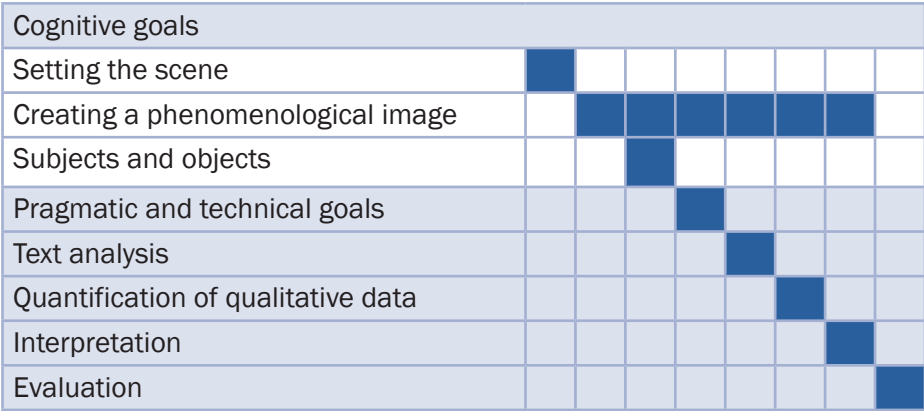 Cognitive goals
Setting the scene
Creating a phenomenological image
Subjects and objects
Pragmatic and technical goals
Text analysis
Quantification of qualitative data
Interpretation
Evaluation